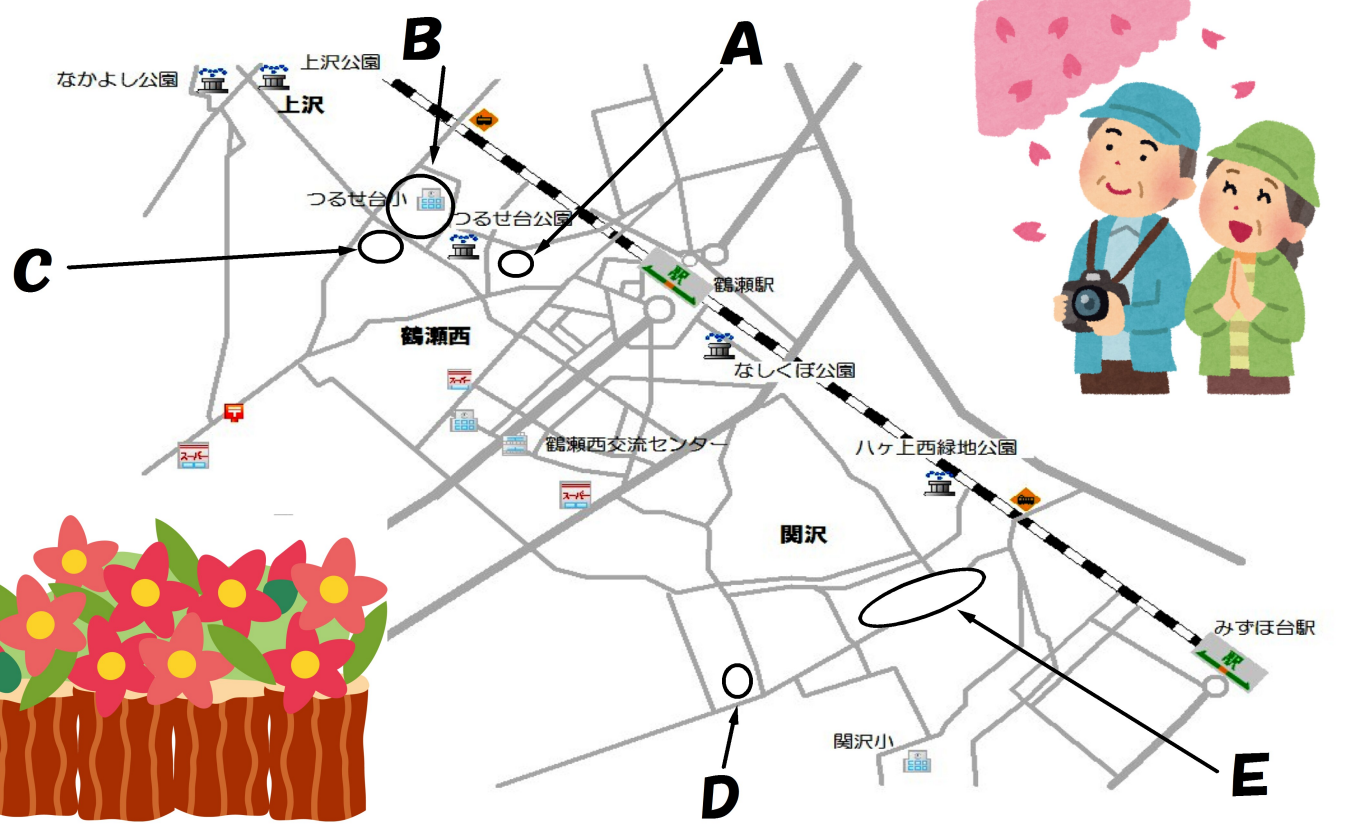 B
A
なかよし公園
上沢公園
上沢
つるせ台小
つるせ台公園
C
駅
鶴瀬駅
鶴瀬西
なしくぼ公園
スーパー
〒
スーパー
鶴瀬西交流センター
八ヶ上西緑地公園
スーパー
関沢
みずほ台駅
駅
関沢小
D
E